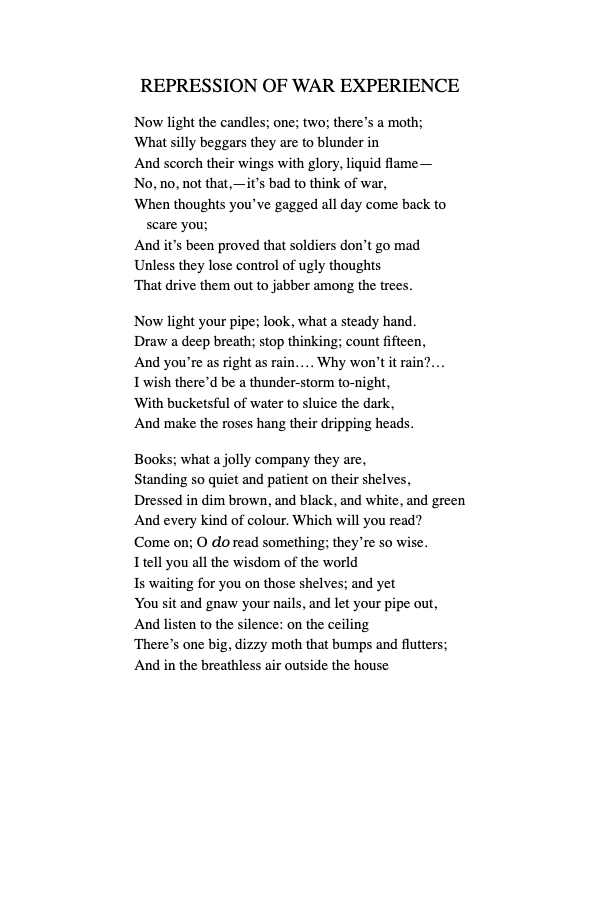 REPRESSION OF WAR EXPERIENCE
Now light the candles; one; two; there’s a moth;
What silly beggars they are to blunder in
And scorch their wings with glory, liquid flame—
No, no, not that,—it’s bad to think of war,
When thoughts you’ve gagged all day come back to
scare you;
And it’s been proved that soldiers don’t go mad
Unless they lose control of ugly thoughts
That drive them out to jabber among the trees.
Now light your pipe; look, what a steady hand.
Draw a deep breath; stop thinking; count fifteen,
And you’re as right as rain.... Why won’t it rain?...
I wish there’d be a thunder-storm to-night,
With bucketsful of water to sluice the dark,
And make the roses hang their dripping heads.
Books; what a jolly company they are,
Standing so quiet and patient on their shelves,
Dressed in dim brown, and black, and white, and green
And every kind of colour. Which will you read?
Come on; O do read something; they’re so wise.
I tell you all the wisdom of the world
Is waiting for you on those shelves; and yet
You sit and gnaw your nails, and let your pipe out,
And listen to the silence: on the ceiling
There’s one big, dizzy moth that bumps and flutters;
And in the breathless air outside the house